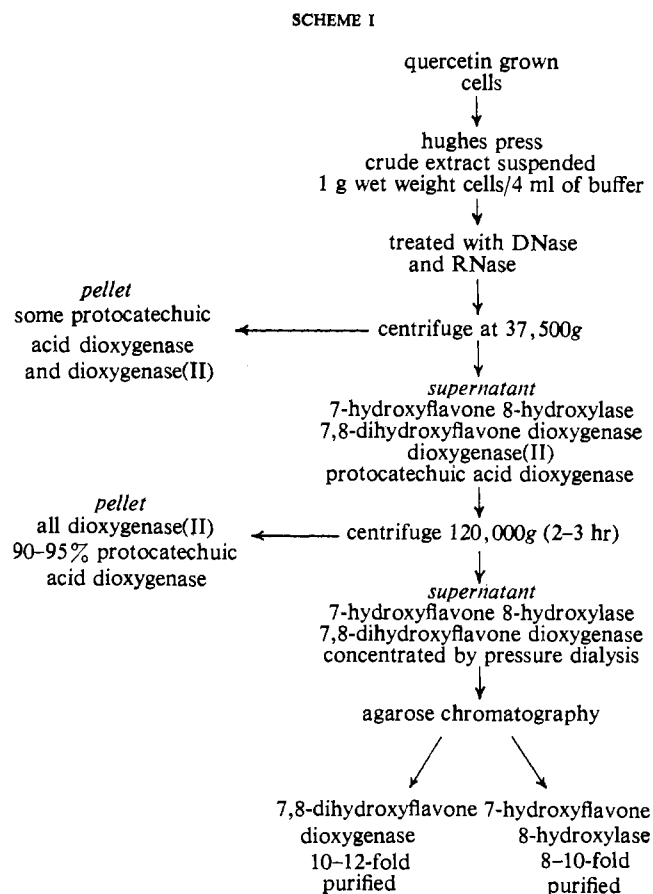 SCHEME I
quercetin grown
cells
hughes press
crude extract suspended
1 g wet weight cells/4 ml of buffer
treated with DNase
and RNase
pellet
some protocatechuic
acid dioxygenase
and dioxygenase(II)
centrifuge at 37,500g
supernatant
7-hydroxyflavone 8-hydroxylase
7,8-dihydroxyflavone dioxygenase
dioxygenase(II)
protocatechuic acid dioxygenase
pellet
all dioxygenase(II)
90–95% protocatechuic
acid dioxygenase
centrifuge 120,000g (2–3 hr)
supernatant
7-hydroxyflavone 8-hydroxylase
7,8-dihydroxyflavone dioxygenase
concentrated by pressure dialysis
agarose chromatography
7,8-dihydroxyflavone
dioxygenase
10–12-fold
purified
7-hydroxyflavone
8-hydroxylase
8–10-fold
purified